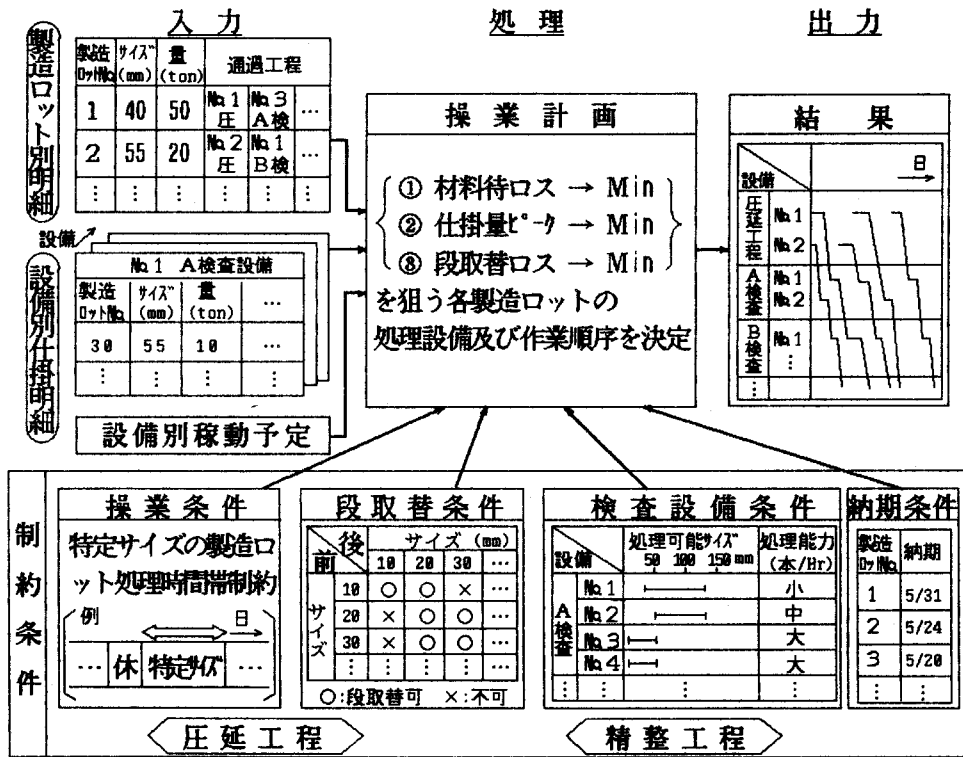 入力
処理
出力
製造ロット別明細
製造ロットNo. サイズ(mm) 量(ton) 通過工程
1 40 50 No.1圧 No.3A検 …
2 55 20 No.2圧 No.1B検 …
⋮ ⋮ ⋮ ⋮ ⋮
設備
設備別仕掛明細
No.1 A検査設備
製造ロットNo. サイズ(mm) 量(ton) …
30 55 10 …
⋮ ⋮ ⋮ ⋮
設備別稼動予定
操業計画
① 材料待ロス → Min
② 仕掛量ピーク → Min
③ 段取替ロス → Min
を狙う各製造ロットの
処理設備及び作業順序を決定
結果
設備 日
圧延工程 No.1
No.2
A検査 No.1
No.2
B検査 No.1
⋮
⋮
制約条件
操業条件
特定サイズの製造ロ
ット処理時間帯制約
例 日
… 休 特定サイズ …
段取替条件
前 後 サイズ(mm)
10 20 30 …
サイズ
10 ○ ○ × …
20 × ○ ○ …
30 × ○ ○ …
⋮ ⋮ ⋮ ⋮
○:段取替可 ×:不可
検査設備条件
設備 処理可能サイズ 50 100 150mm 処理能力(本/Hr)
A検査
No.1 小
No.2 中
No.3 大
No.4 大
⋮ ⋮ ⋮ ⋮
納期条件
製造ロットNo. 納期
1 5/31
2 5/24
3 5/20
⋮ ⋮
圧延工程
精整工程